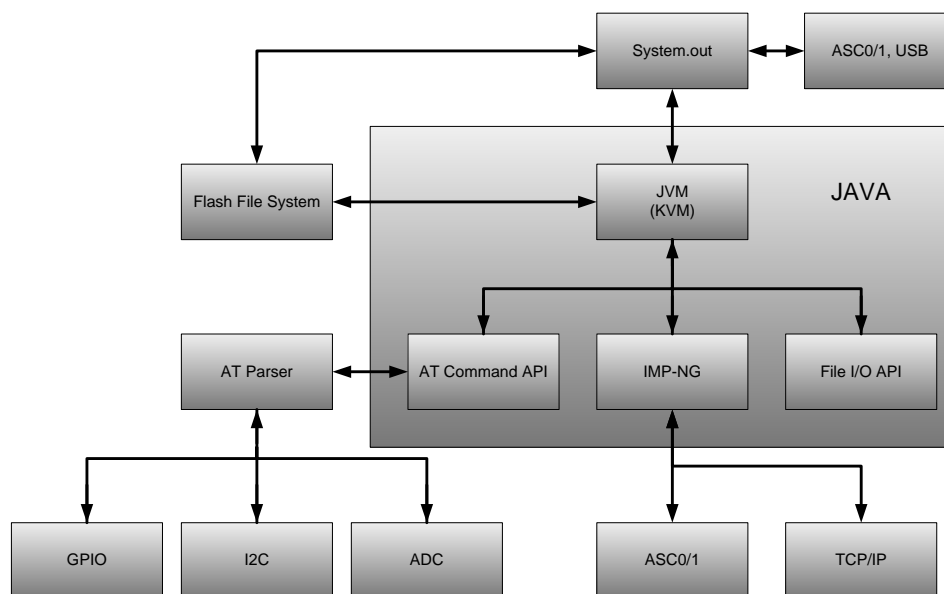 System.out
ASC0/1, USB
Flash File System
JVM
(KVM)
JAVA
AT Parser
AT Command API
IMP-NG
File I/O API
GPIO
I2C
ADC
ASC0/1
TCP/IP